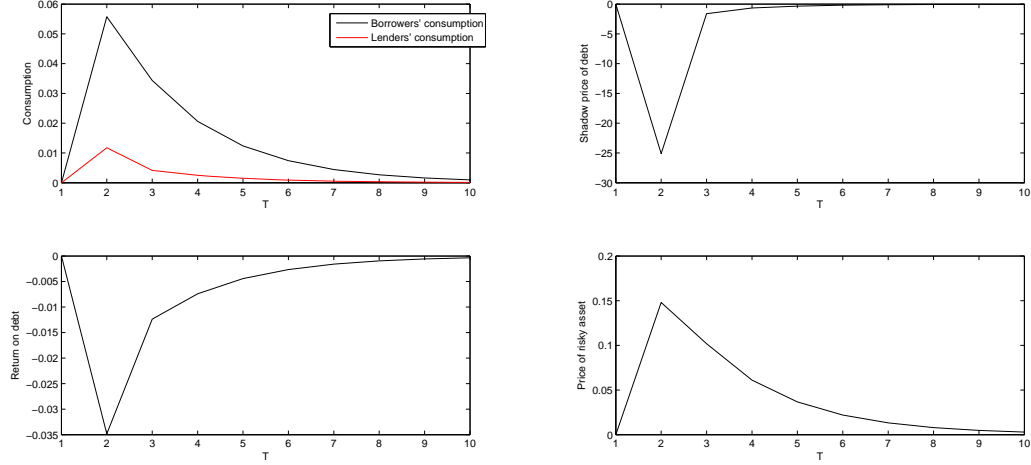 0.06
0.05
0.04
0.03
0.02
0.01
0
Consumption
Borrowers' consumption
Lenders' consumption
1 2 3 4 5 6 7 8 9 10
T
0
−5
−10
−15
−20
−25
−30
Shadow price of debt
1 2 3 4 5 6 7 8 9 10
T
0
−0.005
−0.01
−0.015
−0.02
−0.025
−0.03
−0.035
Return on debt
1 2 3 4 5 6 7 8 9 10
T
0.2
0.15
0.1
0.05
0
Price of risky asset
1 2 3 4 5 6 7 8 9 10
T